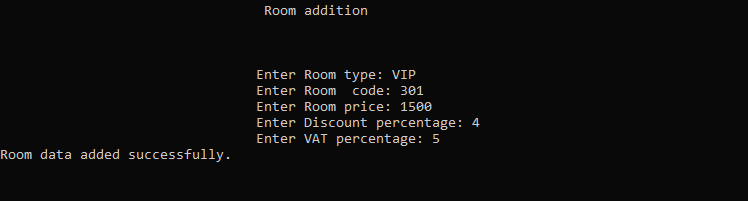 Room addition
Enter Room type: VIP
Enter Room  code: 301
Enter Room price: 1500
Enter Discount percentage: 4
Enter VAT percentage: 5
Room data added successfully.